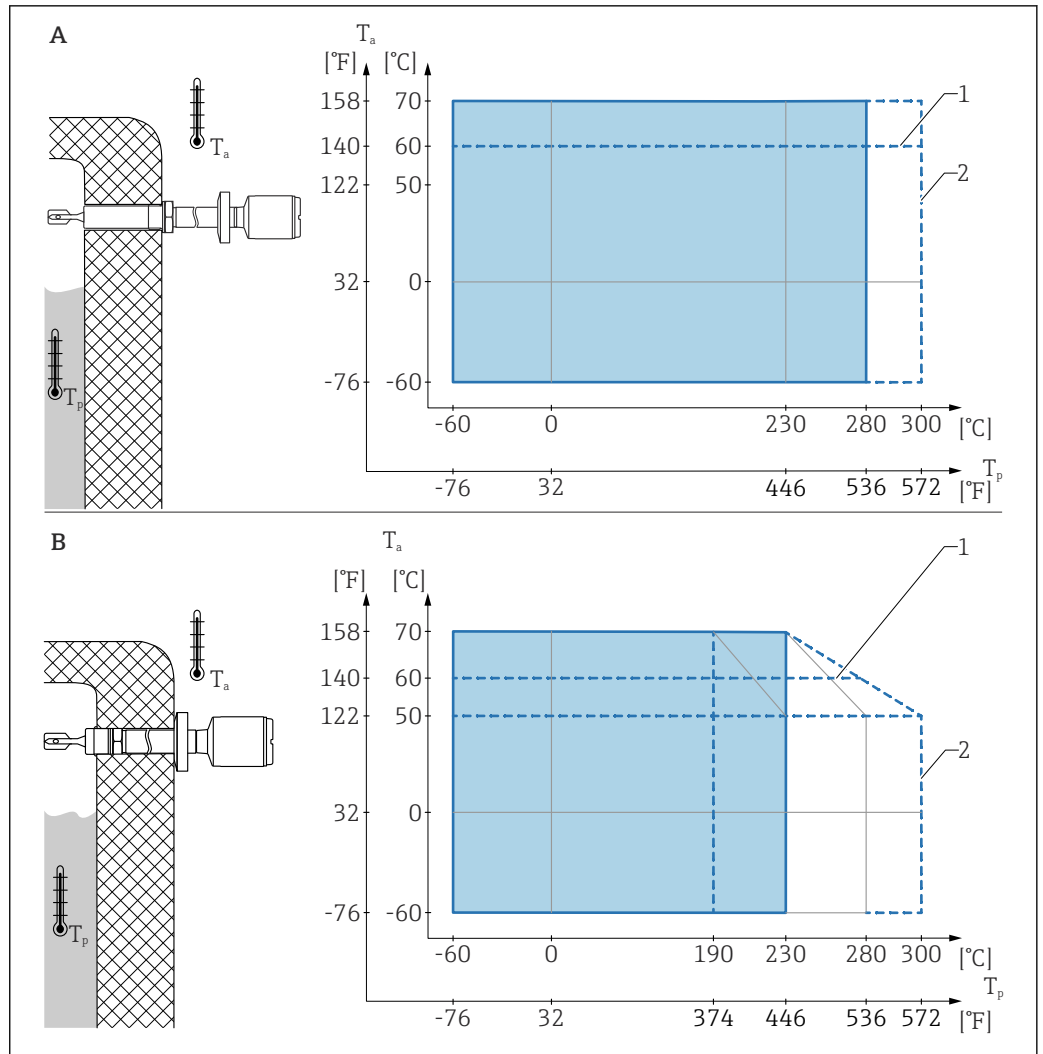 A
Tₐ
[°F] [°C]
158 70
140 60
122 50
32 0
-76 -60
-60 0 230 280 300 [°C]
Tₚ
-76 32 446 536 572 [°F]
1
2
Tₐ
Tₚ
B
Tₐ
[°F] [°C]
158 70
140 60
122 50
32 0
-76 -60
-60 0 190 230 280 300 [°C]
Tₚ
-76 32 374 446 536 572 [°F]
1
2
Tₐ
Tₚ